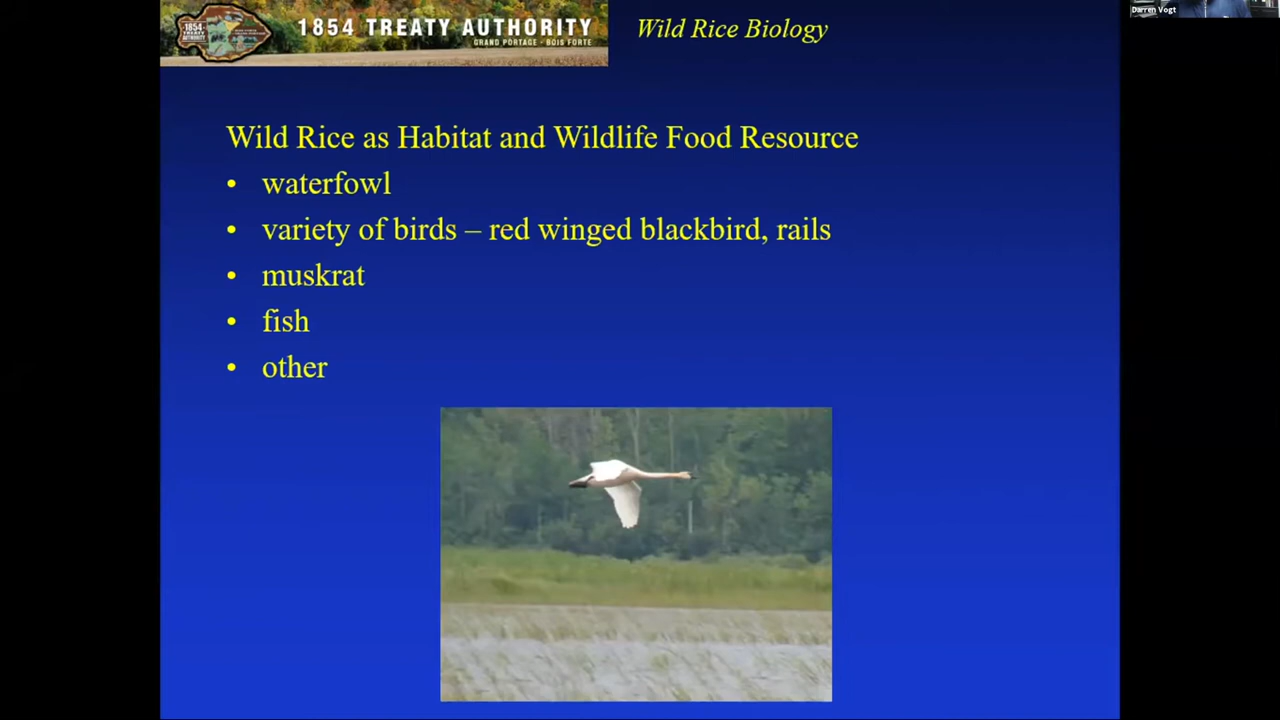 1854 TREATY AUTHORITY
GRAND PORTAGE - BOIS FORTE
Wild Rice Biology
Darren Vogt
Wild Rice as Habitat and Wildlife Food Resource
• waterfowl
• variety of birds – red winged blackbird, rails
• muskrat
• fish
• other